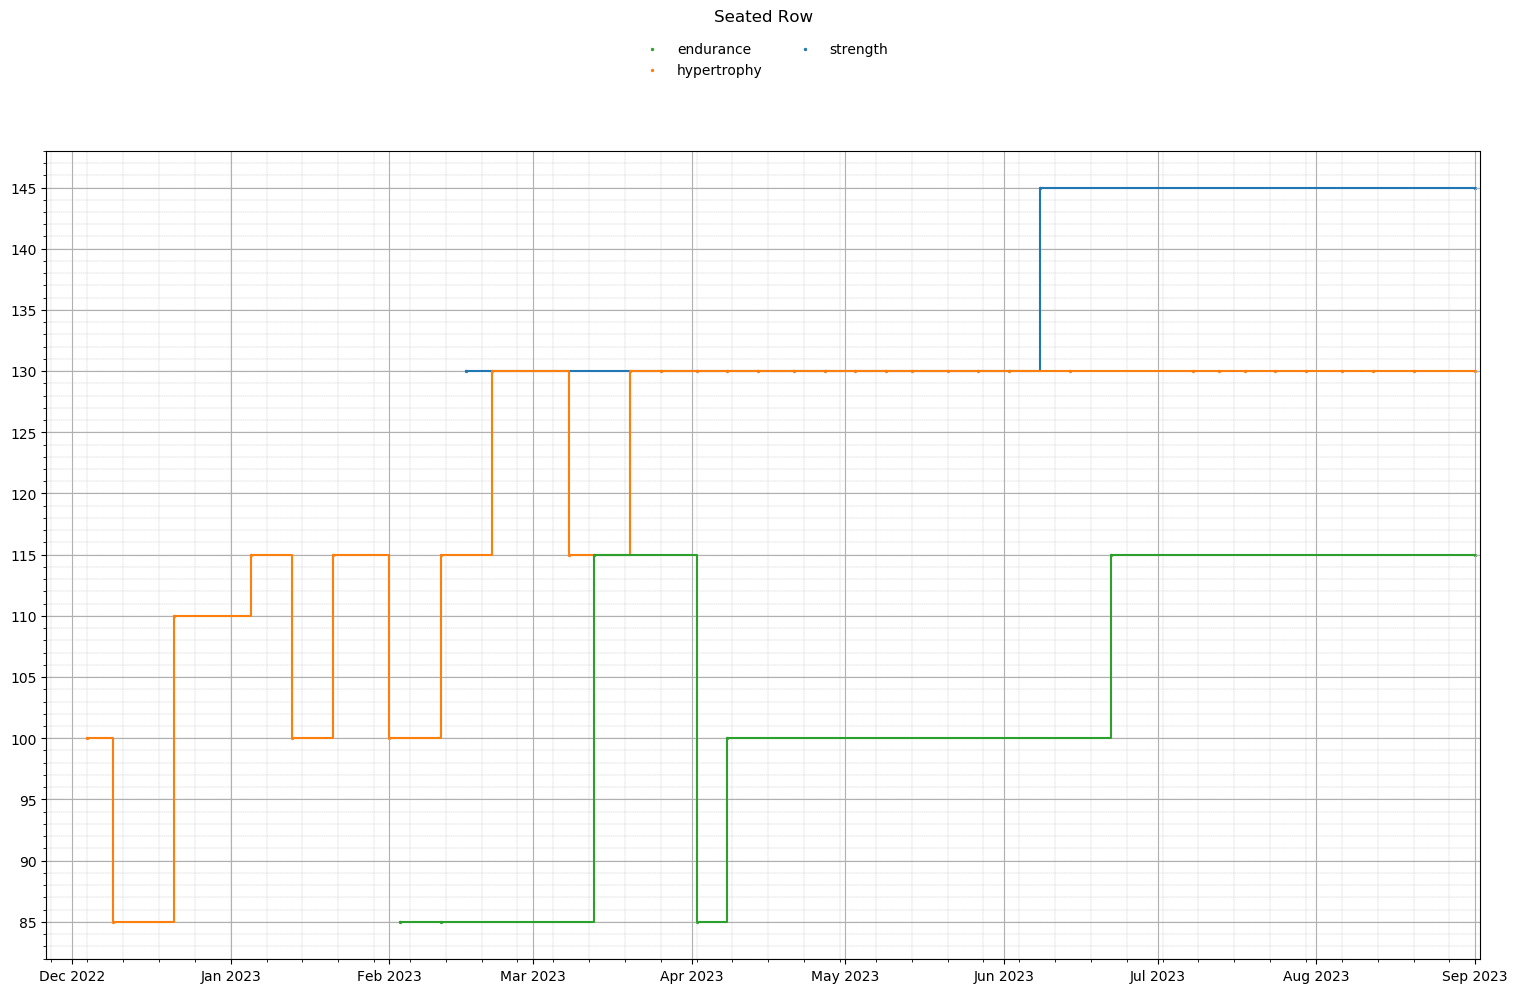 Seated Row
endurance
hypertrophy
strength
145
140
135
130
125
120
115
110
105
100
95
90
85
Dec 2022 Jan 2023 Feb 2023 Mar 2023 Apr 2023 May 2023 Jun 2023 Jul 2023 Aug 2023 Sep 2023